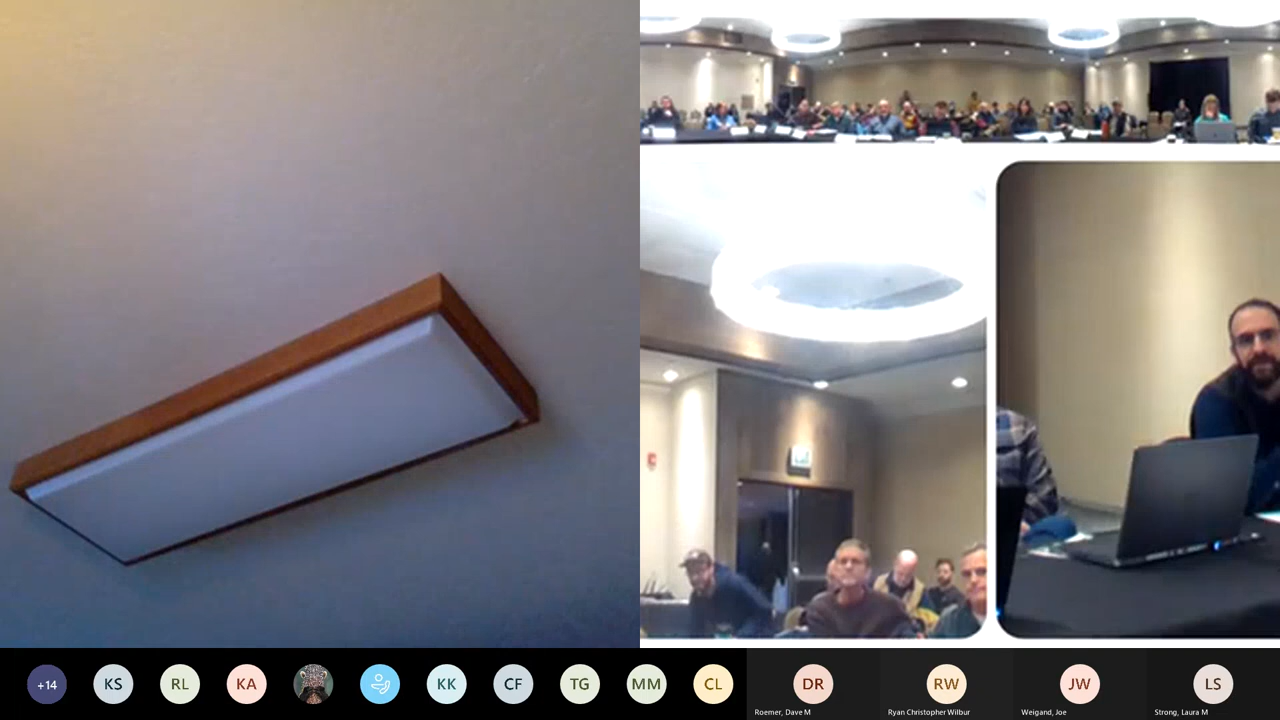 +14
KS
RL
KA
KK
CF
TG
MM
CL
DR
RW
JW
LS
Roemer, Dave M
Ryan Christopher Wilbur
Weigand, Joe
Strong, Laura M